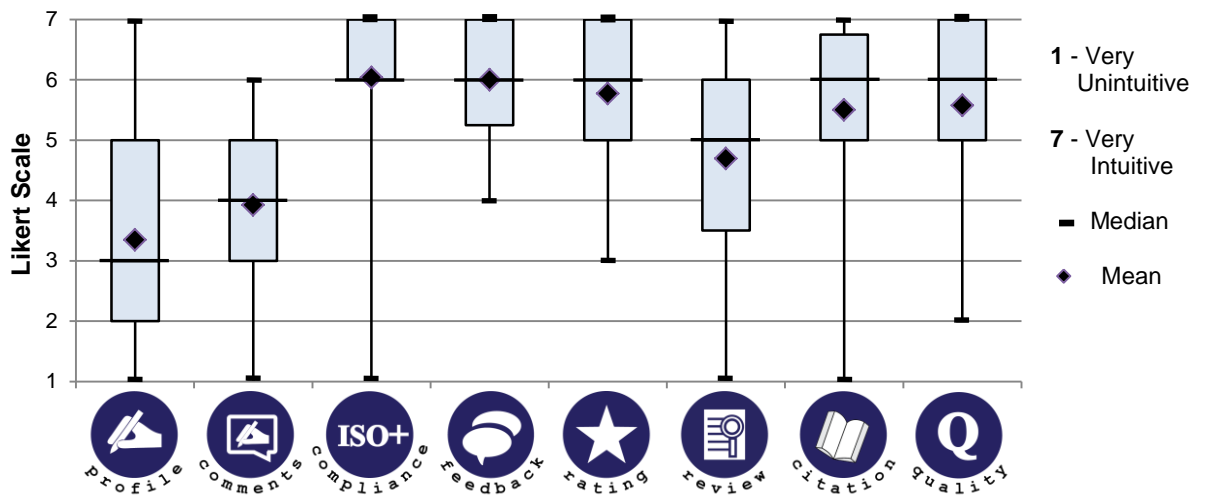 7
6
5
4
3
2
1
Likert Scale
1 - Very
Unintuitive
7 - Very
Intuitive
Median
Mean
ISO+
Q
profile
comments
compliance
feedback
rating
review
citation
quality